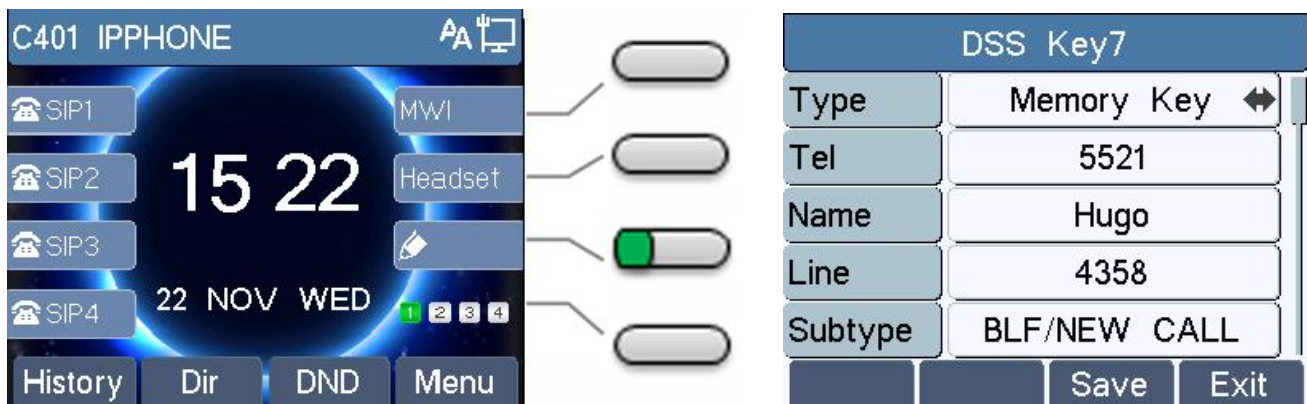 C401 IPPHONE
SIP1
MWI
SIP2
15 22
Headset
SIP3
SIP4
22 NOV WED
1 2 3 4
History Dir DND Menu
DSS Key7
Type Memory Key
Tel 5521
Name Hugo
Line 4358
Subtype BLF/NEW CALL
Save Exit